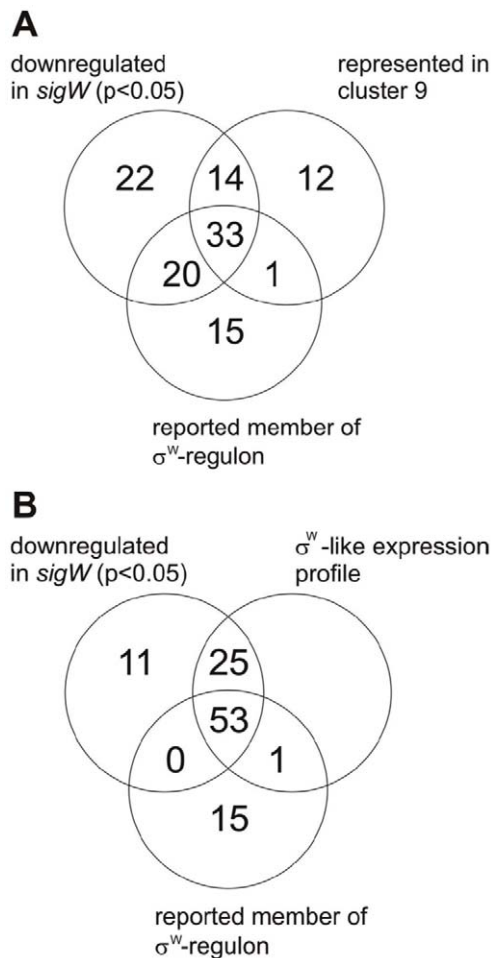 A
downregulated
in sigW (p<0.05)
represented in
cluster 9
22
14
12
33
20
1
15
reported member of
σᵂ-regulon
B
downregulated
in sigW (p<0.05)
σᵂ-like expression
profile
11
25
53
0
1
15
reported member of
σᵂ-regulon